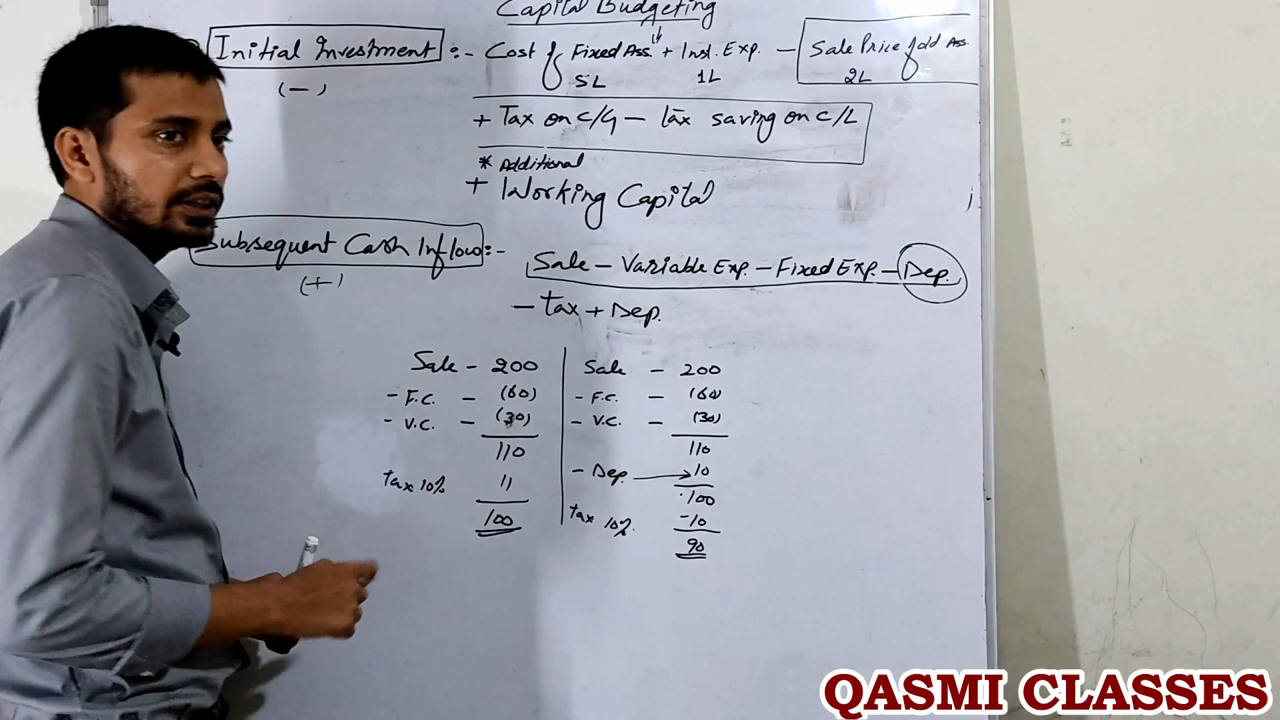 Capital Budgeting
Initial Investment :- Cost of Fixed Ass. + Inst. Exp. - Sale Price of old Ass.
(-) 5L 1L 2L
+ Tax on C/G - tax saving on C/L
* Additional
+ Working Capital
Subsequent Cash Inflow :-
(+)
Sale - Variable Exp. - Fixed Exp. - Dep.
- tax + Dep.
Sale - 200
- F.C. - (60)
- V.C. - (30)
110
tax 10% 11
100
Sale - 200
- F.C. - (60)
- V.C. - (30)
110
- Dep. → 10
100
tax 10% -10
90
QASMI CLASSES